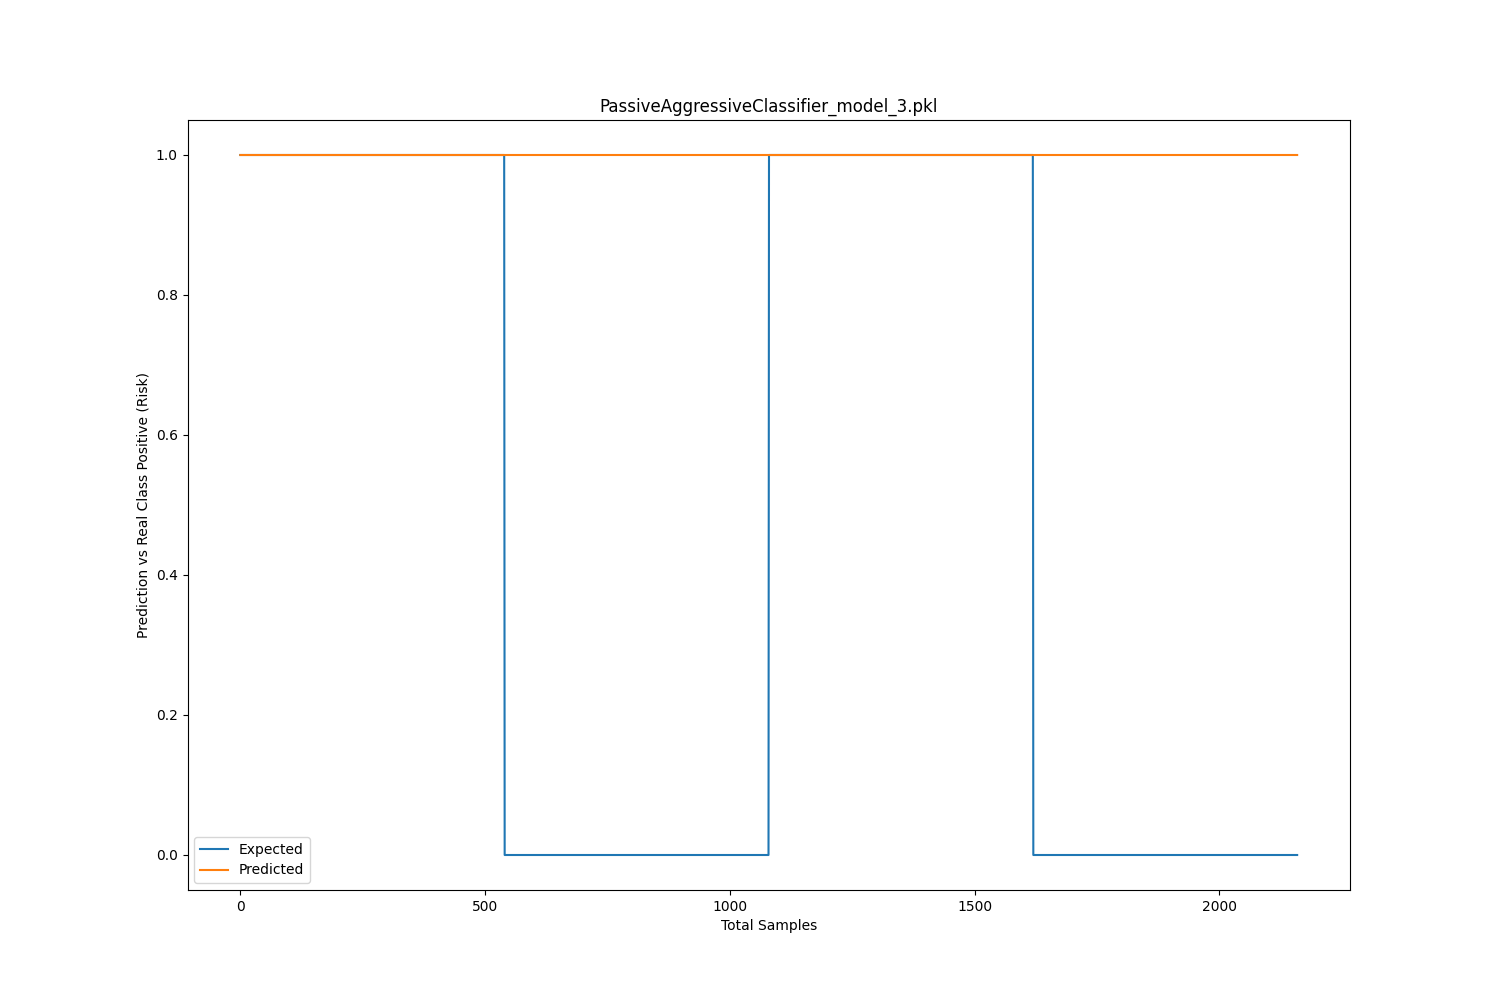 PassiveAggressiveClassifier_model_3.pkl
1.0
0.8
0.6
0.4
0.2
0.0
Prediction vs Real Class Positive (Risk)
Expected
Predicted
0
500
1000
1500
2000
Total Samples